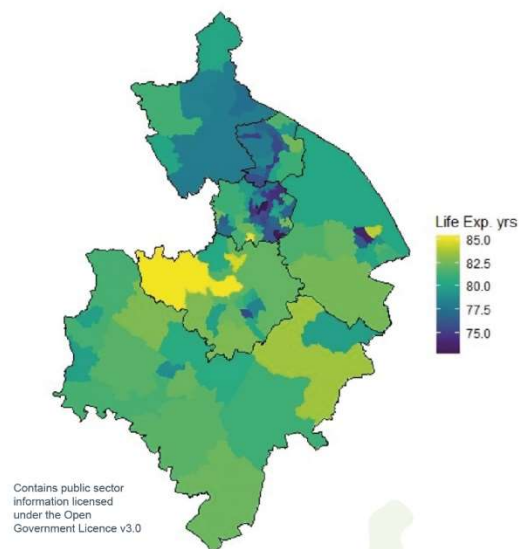 Life Exp. yrs
85.0
82.5
80.0
77.5
75.0
Contains public sector
information licensed
under the Open
Government Licence v3.0